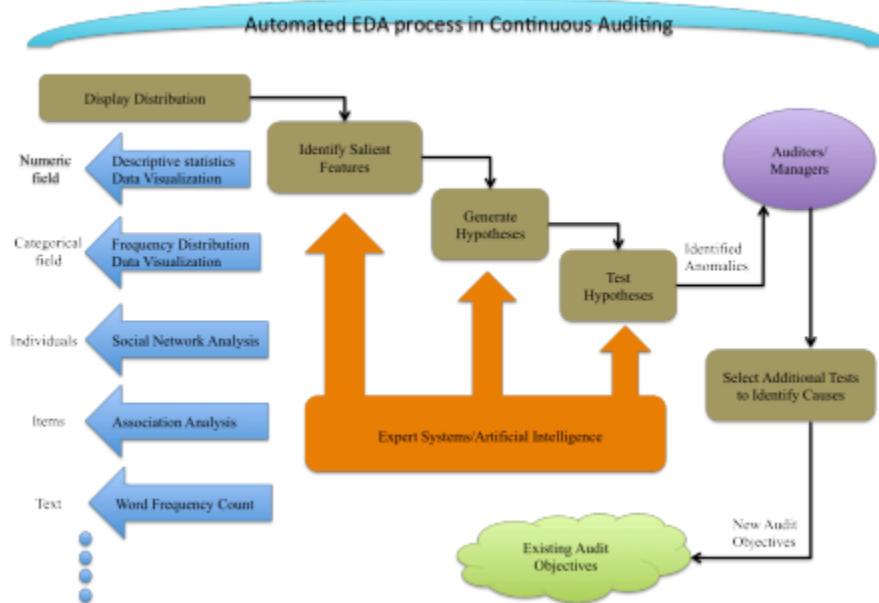 Automated EDA process in Continuous Auditing
Display Distribution
Identify Salient
Features
Numeric
field
Descriptive statistics
Data Visualization
Auditors/
Managers
Generate
Hypotheses
Categorical
field
Frequency Distribution
Data Visualization
Test
Hypotheses
Identified
Anomalies
Individuals
Social Network Analysis
Select Additional Tests
to Identify Causes
Items
Association Analysis
Expert Systems/Artificial Intelligence
Text
Word Frequency Count
New Audit
Objectives
Existing Audit
Objectives